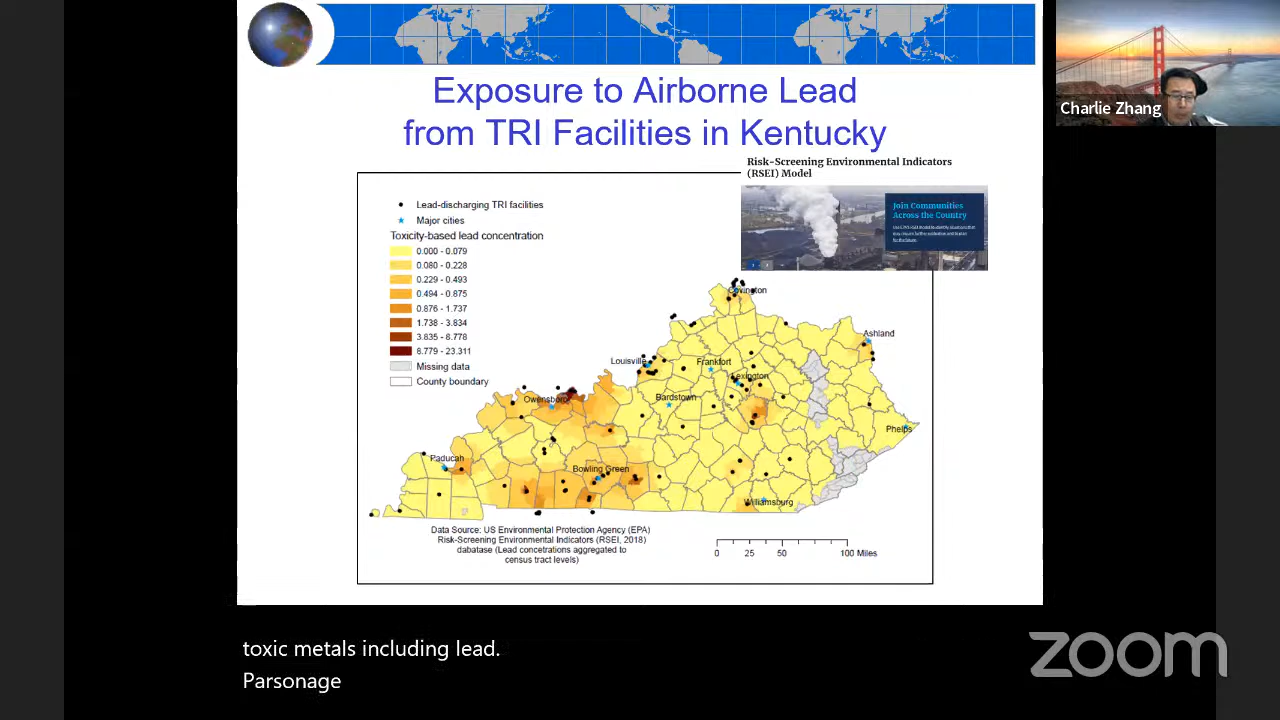 Exposure to Airborne Lead
from TRI Facilities in Kentucky
Charlie Zhang
Risk-Screening Environmental Indicators
(RSEI) Model
Join Communities
Across the Country
Lead-discharging TRI facilities
Major cities
Toxicity-based lead concentration
0.000 - 0.079
0.080 - 0.228
0.229 - 0.493
0.494 - 0.875
0.876 - 1.737
1.738 - 3.834
3.835 - 8.778
8.779 - 23.311
Missing data
County boundary
Covington
Ashland
Louisville
Frankfort
Lexington
Owensboro
Bardstown
Phelps
Paducah
Bowling Green
Williamsburg
Data Source: US Environmental Protection Agency (EPA)
Risk-Screening Environmental Indicators (RSEI, 2018)
dabatase (Lead concetrations aggregated to
census tract levels)
0 25 50 100 Miles
toxic metals including lead.
Parsonage
zoom